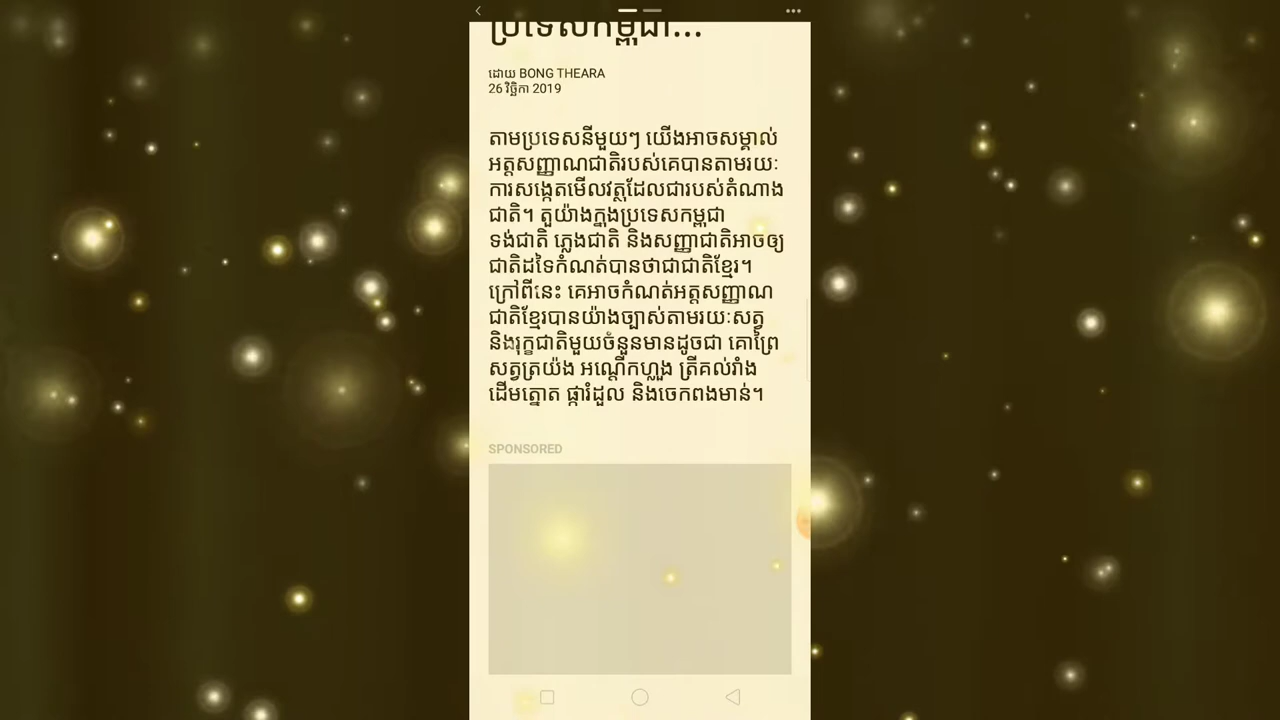 ប្រទេសកម្ពុជា...
ដោយ BONG THEARA
26 វិច្ឆិកា 2019
តាមប្រទេសនីមួយៗ យើងអាចសម្គាល់
អត្តសញ្ញាណជាតិរបស់គេបានតាមរយៈ
ការសង្កេតមើលវត្ថុដែលជារបស់តំណាង
ជាតិ។ តួយ៉ាងក្នុងប្រទេសកម្ពុជា
ទង់ជាតិ ភ្លេងជាតិ និងសញ្ញាជាតិអាចឲ្យ
ជាតិដទៃកំណត់បានថាជាជាតិខ្មែរ។
ក្រៅពីនេះ គេអាចកំណត់អត្តសញ្ញាណ
ជាតិខ្មែរបានយ៉ាងច្បាស់តាមរយៈសត្វ
និងរុក្ខជាតិមួយចំនួនមានដូចជា គោព្រៃ
សត្វត្រយ៉ង អណ្ដើកហ្លួង ត្រីគល់រាំង
ដើមត្នោត ផ្ការំដួល និងចេកពងមាន់។
SPONSORED